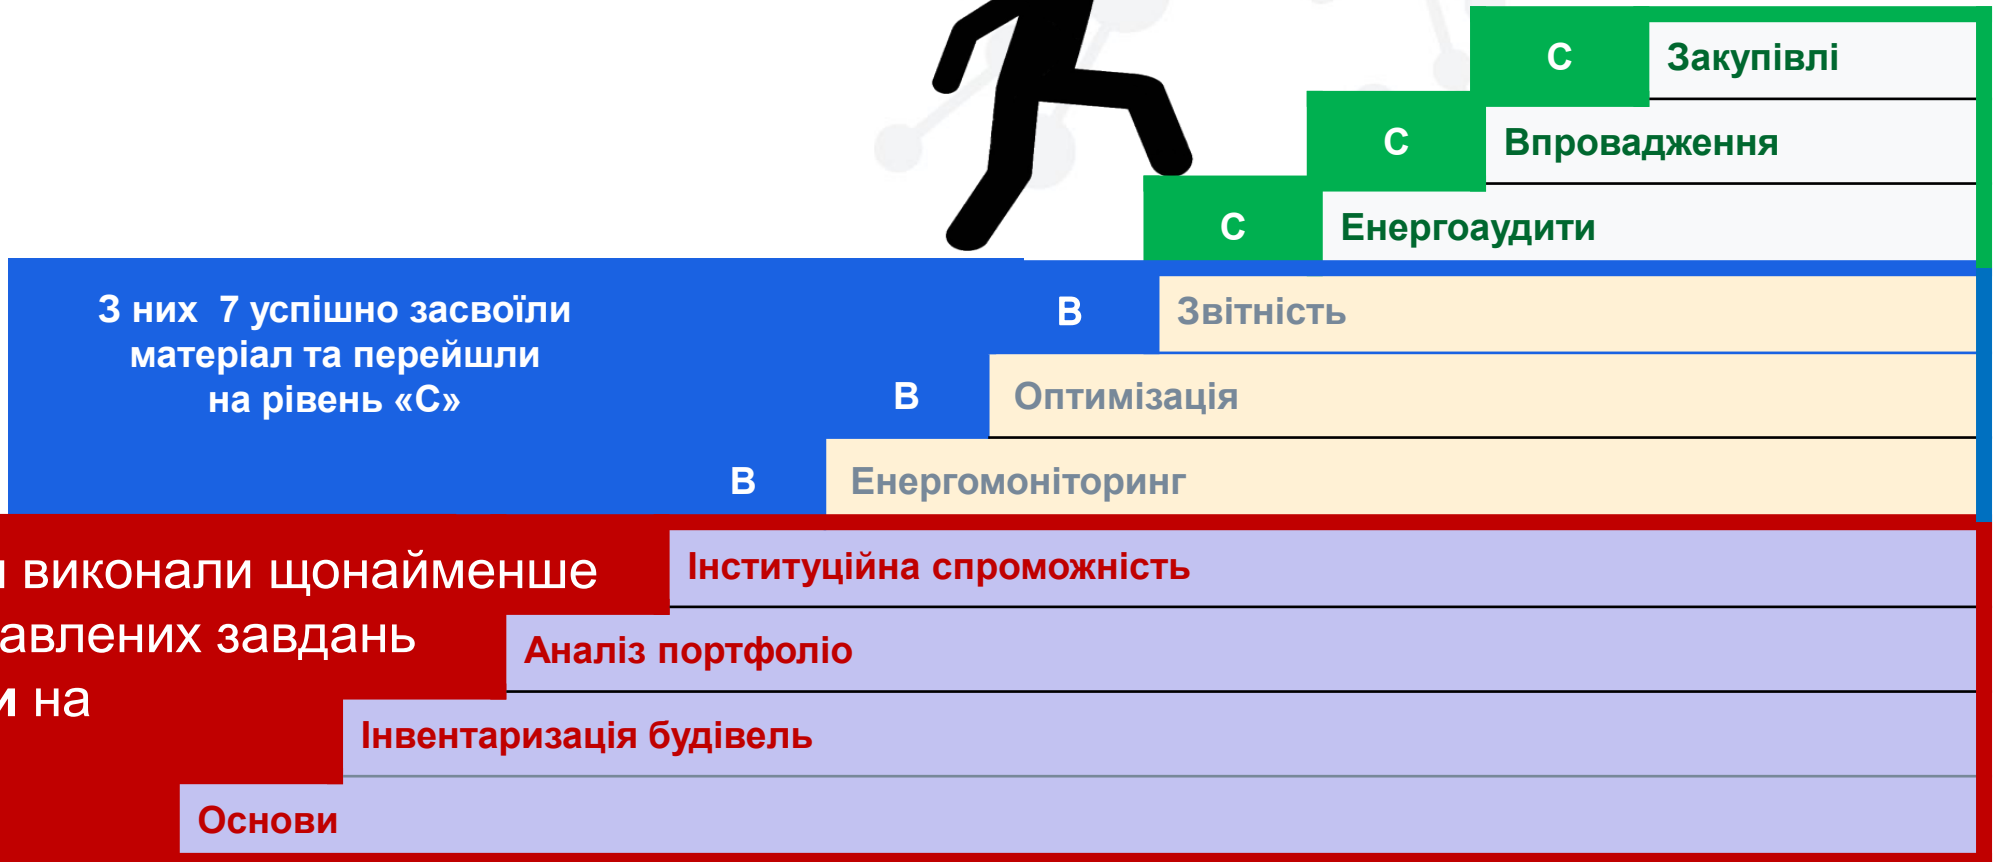 С Закупівлі
С Впровадження
С Енергоаудити
З них 7 успішно засвоїли
матеріал та перейшли
на рівень «С»
В Звітність
В Оптимізація
В Енергомоніторинг
виконали щонайменше
завдань
на
Інституційна спроможність
Аналіз портфоліо
Інвентаризація будівель
Основи